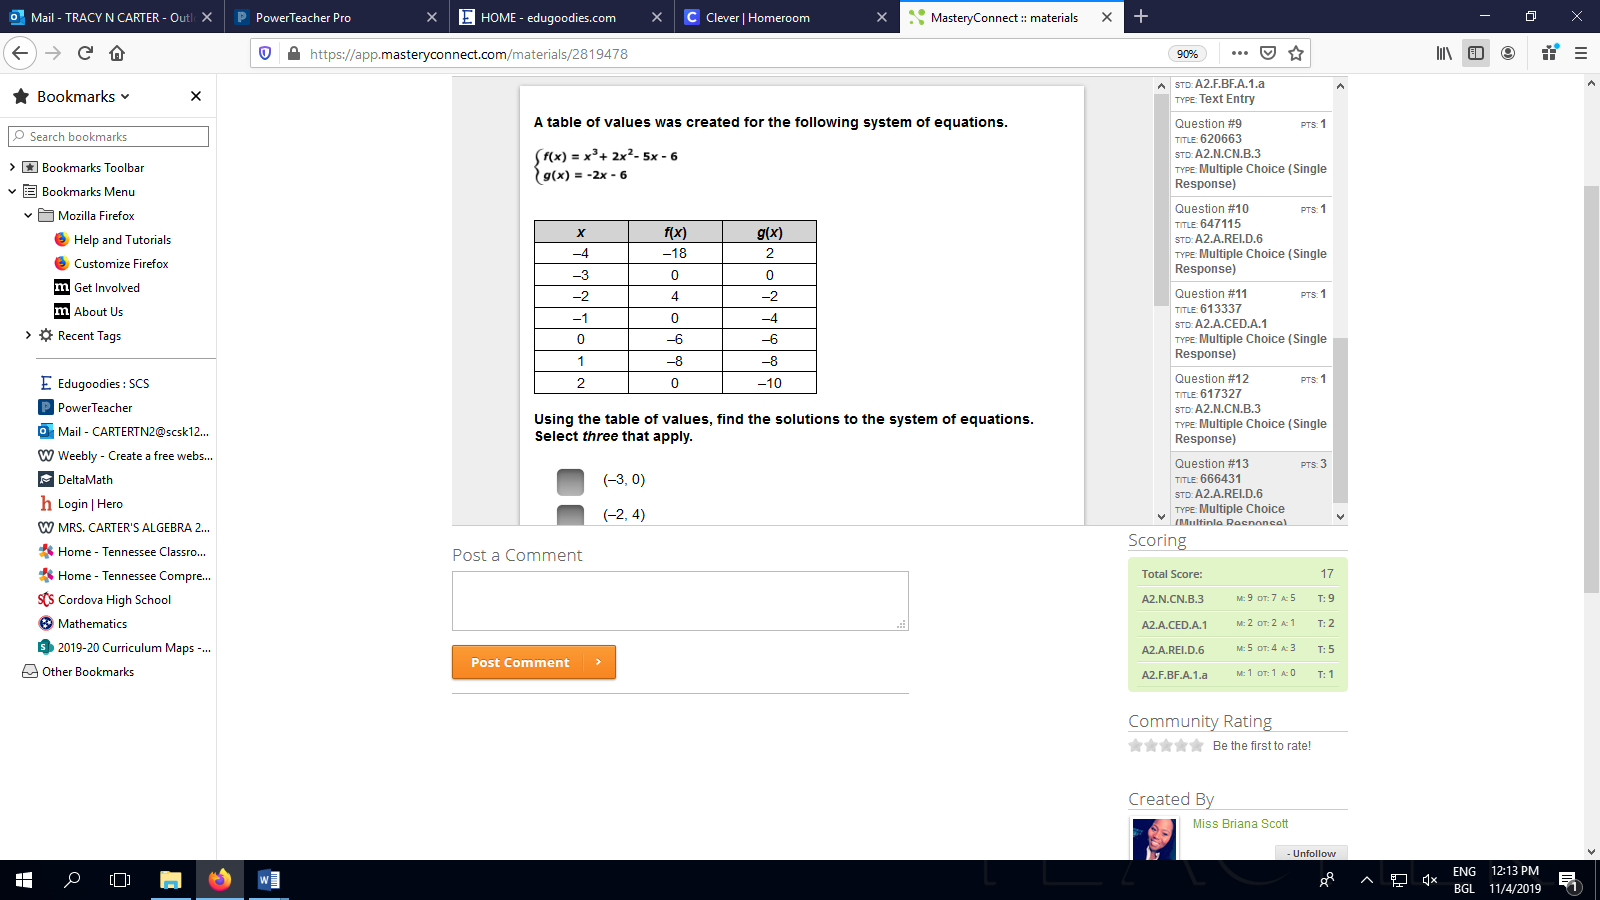 Mail - TRACY N CARTER - Outl
PowerTeacher Pro
HOME - edugoodies.com
Clever | Homeroom
MasteryConnect :: materials
https://app.masteryconnect.com/materials/2819478
90%
Bookmarks
Search bookmarks
Bookmarks Toolbar
Bookmarks Menu
Mozilla Firefox
Help and Tutorials
Customize Firefox
Get Involved
About Us
Recent Tags
Edugoodies : SCS
PowerTeacher
Mail - CARTERTN2@scsk12...
Weebly - Create a free webs...
DeltaMath
Login | Hero
MRS. CARTER'S ALGEBRA 2...
Home - Tennessee Classro...
Home - Tennessee Compre...
Cordova High School
Mathematics
2019-20 Curriculum Maps -...
Other Bookmarks
A table of values was created for the following system of equations.
f(x) = x³+ 2x²- 5x - 6
g(x) = -2x - 6
x f(x) g(x)
–4 –18 2
–3 0 0
–2 4 –2
–1 0 –4
0 –6 –6
1 –8 –8
2 0 –10
Using the table of values, find the solutions to the system of equations.
Select three that apply.
(–3, 0)
(–2, 4)
STD: A2.F.BF.A.1.a
TYPE: Text Entry
Question #9 PTS: 1
TITLE: 620663
STD: A2.N.CN.B.3
TYPE: Multiple Choice (Single
Response)
Question #10 PTS: 1
TITLE: 647115
STD: A2.A.REI.D.6
TYPE: Multiple Choice (Single
Response)
Question #11 PTS: 1
TITLE: 613337
STD: A2.A.CED.A.1
TYPE: Multiple Choice (Single
Response)
Question #12 PTS: 1
TITLE: 617327
STD: A2.N.CN.B.3
TYPE: Multiple Choice (Single
Response)
Question #13 PTS: 3
TITLE: 666431
STD: A2.A.REI.D.6
TYPE: Multiple Choice
(Multiple Response)
Post a Comment
Post Comment
Scoring
Total Score: 17
A2.N.CN.B.3 M: 9 OT: 7 A: 5 T: 9
A2.A.CED.A.1 M: 2 OT: 2 A: 1 T: 2
A2.A.REI.D.6 M: 5 OT: 4 A: 3 T: 5
A2.F.BF.A.1.a M: 1 OT: 1 A: 0 T: 1
Community Rating
Be the first to rate!
Created By
Miss Briana Scott
- Unfollow
ENG
BGL
12:13 PM
11/4/2019
1